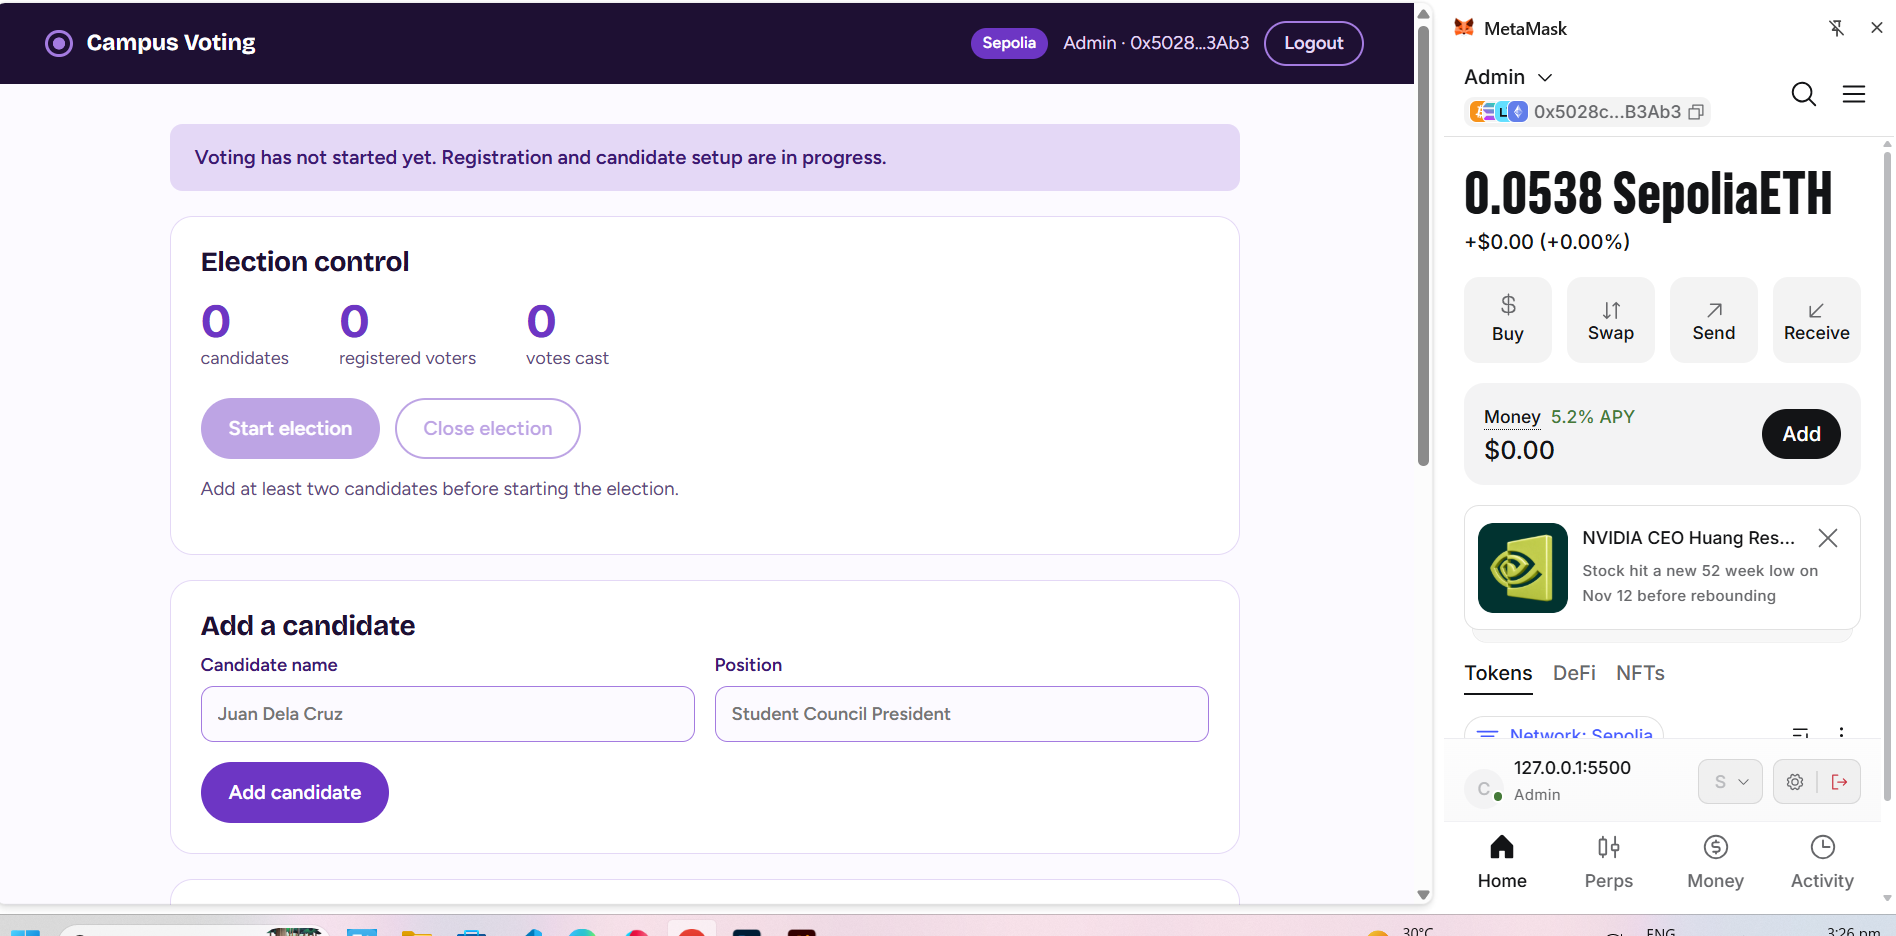 Campus Voting
Sepolia
Admin · 0x5028...3Ab3
Logout
Voting has not started yet. Registration and candidate setup are in progress.
Election control
0
candidates
0
registered voters
0
votes cast
Start election
Close election
Add at least two candidates before starting the election.
Add a candidate
Candidate name
Juan Dela Cruz
Position
Student Council President
Add candidate
MetaMask
Admin
L
0x5028c...B3Ab3
0.0538 SepoliaETH
+$0.00 (+0.00%)
Buy
Swap
Send
Receive
Money 5.2% APY
$0.00
Add
NVIDIA CEO Huang Res...
Stock hit a new 52 week low on
Nov 12 before rebounding
Tokens
DeFi
NFTs
Network: Sepolia
C
127.0.0.1:5500
Admin
S
Home
Perps
Money
Activity
30°C
ENG
3:26 pm